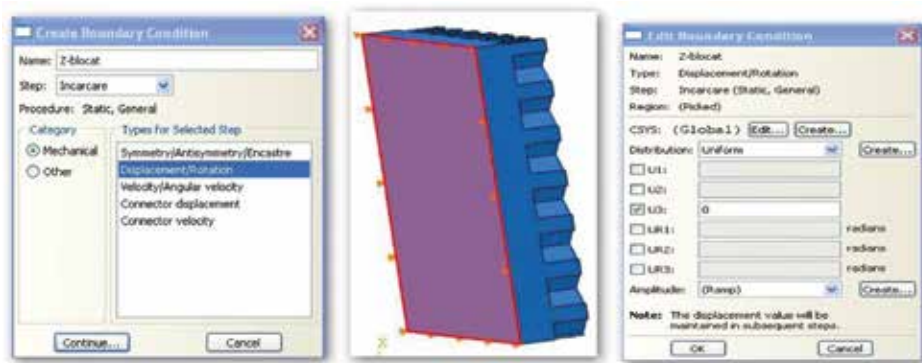 Create Boundary Condition
Name: Z-blocat
Step: Incarcare
Procedure: Static, General
Category
Mechanical
Other
Types for Selected Step
Symmetry/Antisymmetry/Encastre
Displacement/Rotation
Velocity/Angular velocity
Connector displacement
Connector velocity
Continue...
Cancel
Edit Boundary Condition
Name: Z-blocat
Type: Displacement/Rotation
Step: Incarcare (Static, General)
Region: (Picked)
CSYS: (Global) Edit... Create...
Distribution: Uniform Create...
U1:
U2:
U3: 0
UR1: radians
UR2: radians
UR3: radians
Amplitude: (Ramp) Create...
Note: The displacement value will be
maintained in subsequent steps.
OK
Cancel